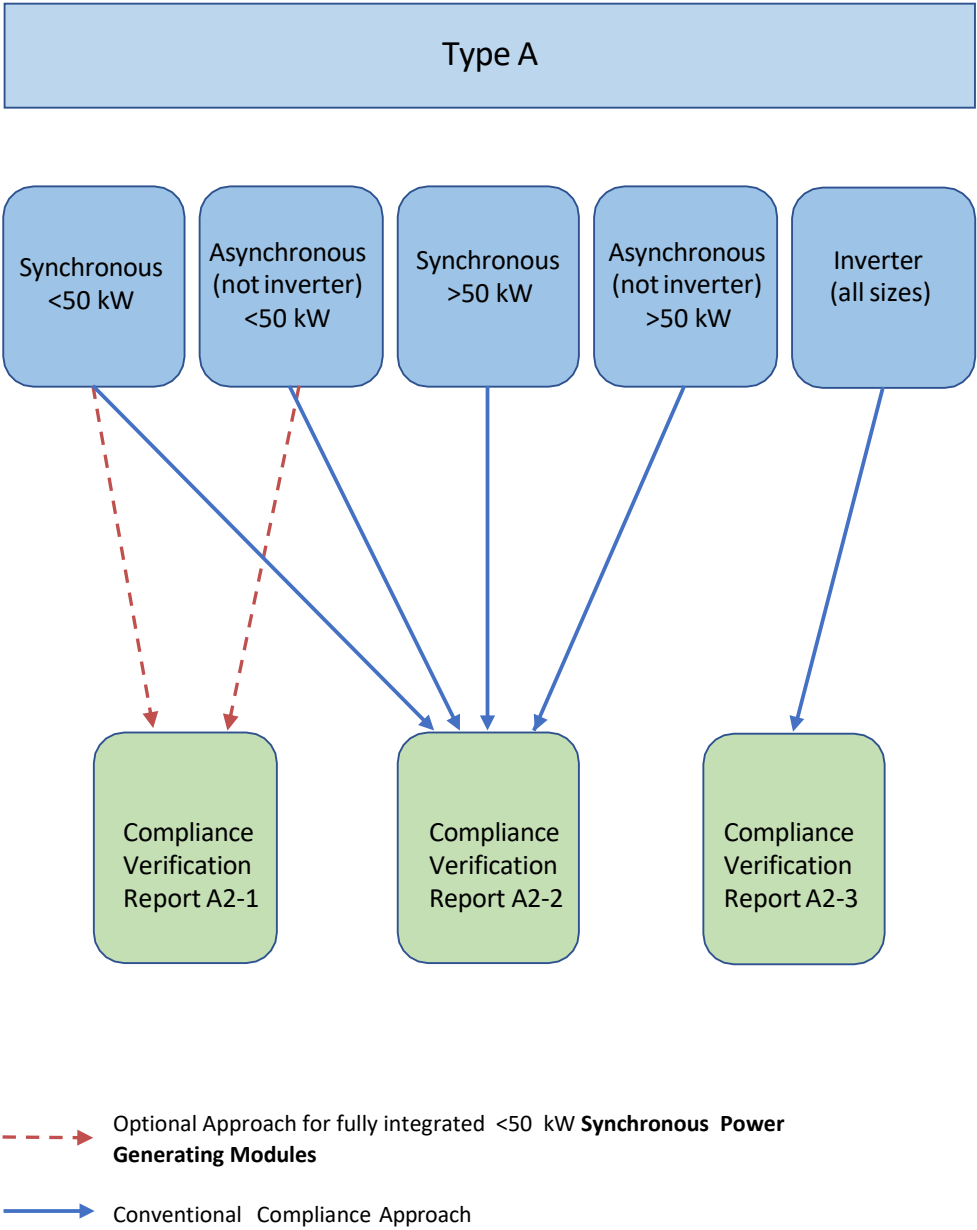 Type A
Synchronous
<50 kW
Asynchronous
(not inverter)
<50 kW
Synchronous
>50 kW
Asynchronous
(not inverter)
>50 kW
Inverter
(all sizes)
Compliance
Verification
Report A2-1
Compliance
Verification
Report A2-2
Compliance
Verification
Report A2-3
Optional Approach for fully integrated <50 kW Synchronous Power
Generating Modules
Conventional Compliance Approach